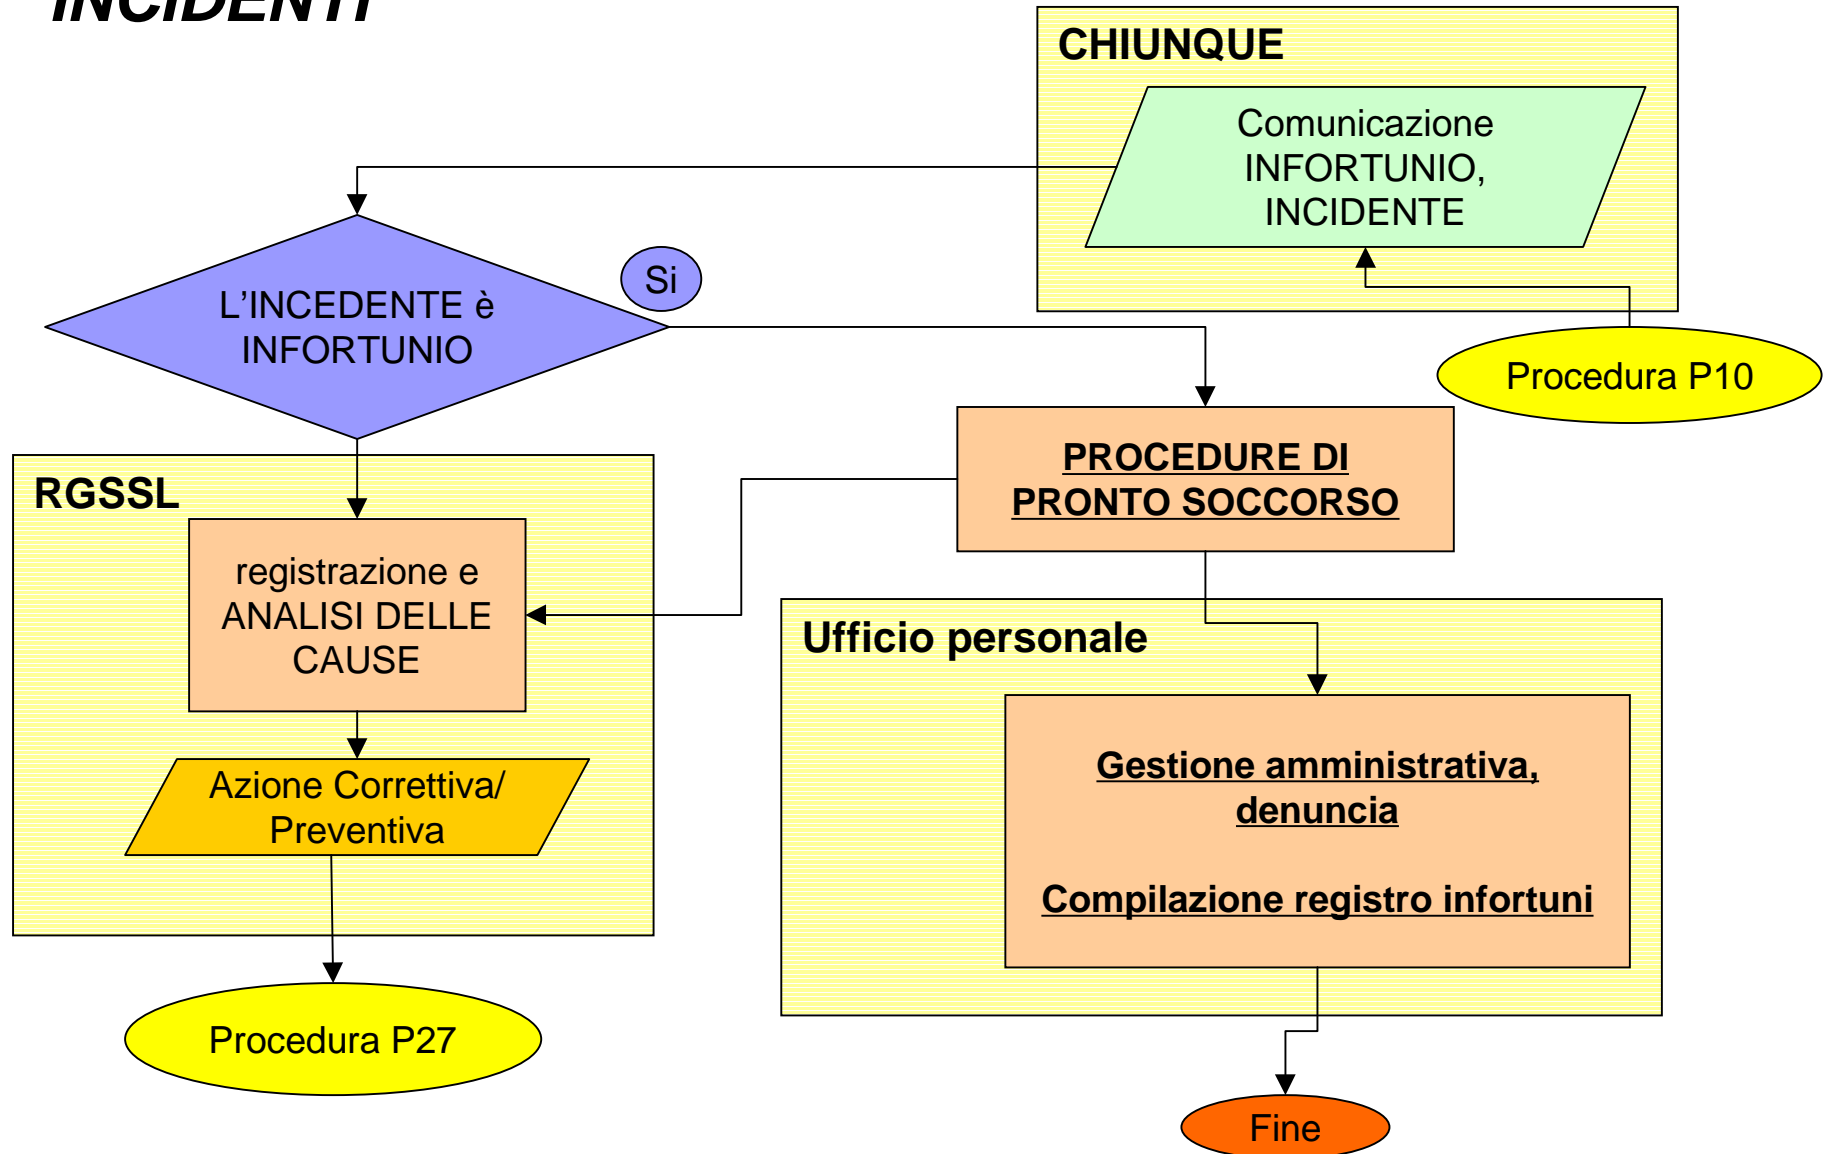 INCIDENTI
CHIUNQUE
Comunicazione
INFORTUNIO,
INCIDENTE
Si
L'INCEDENTE è
INFORTUNIO
Procedura P10
PROCEDURE DI
PRONTO SOCCORSO
RGSSL
registrazione e
ANALISI DELLE
CAUSE
Ufficio personale
Gestione amministrativa,
denuncia
Compilazione registro infortuni
Azione Correttiva/
Preventiva
Procedura P27
Fine